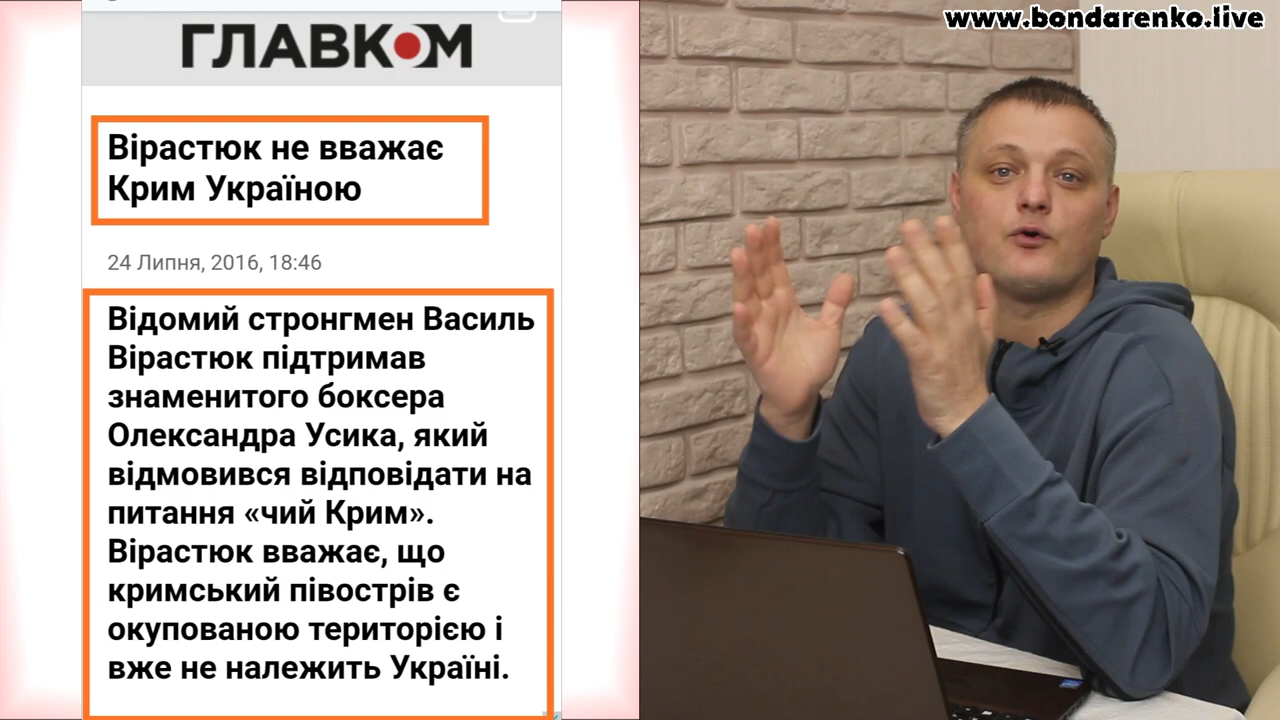 www.bondarenko.live
ГЛАВКОМ
Вірастюк не вважає
Крим Україною
24 Липня, 2016, 18:46
Відомий стронгмен Василь
Вірастюк підтримав
знаменитого боксера
Олександра Усика, який
відмовився відповідати на
питання «чий Крим».
Вірастюк вважає, що
кримський півострів є
окупованою територією і
вже не належить Україні.